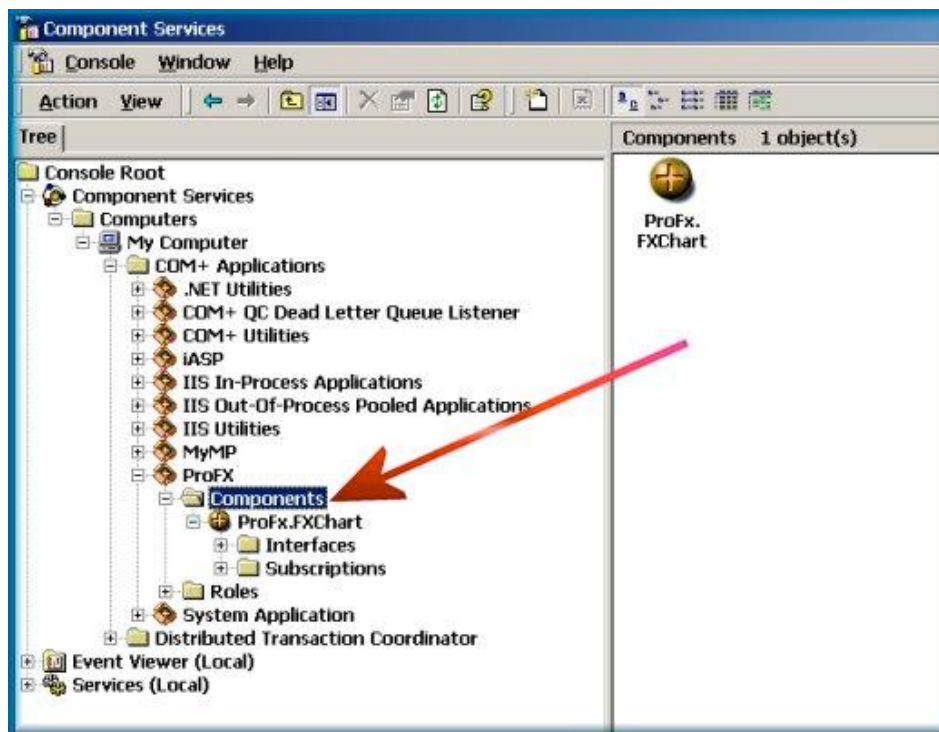 Component Services
Console Window Help
Action View
Tree
Components 1 object(s)
Console Root
Component Services
Computers
My Computer
COM+ Applications
.NET Utilities
COM+ QC Dead Letter Queue Listener
COM+ Utilities
iASP
IIS In-Process Applications
IIS Out-Of-Process Pooled Applications
IIS Utilities
MyMP
ProFX
Components
ProFx.FXChart
Interfaces
Subscriptions
Roles
System Application
Distributed Transaction Coordinator
Event Viewer (Local)
Services (Local)
ProFx.
FXChart